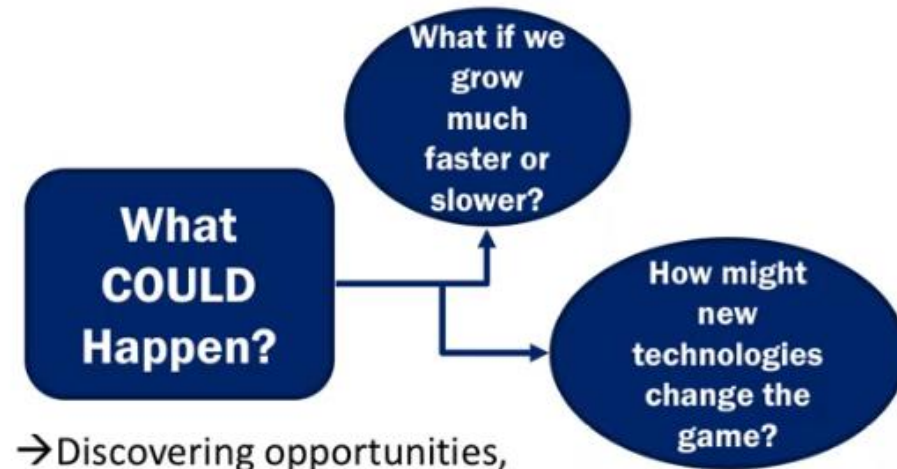 What if we
grow
much
faster or
slower?
What
COULD
Happen?
How might
new
technologies
change the
game?
→Discovering opportunities,